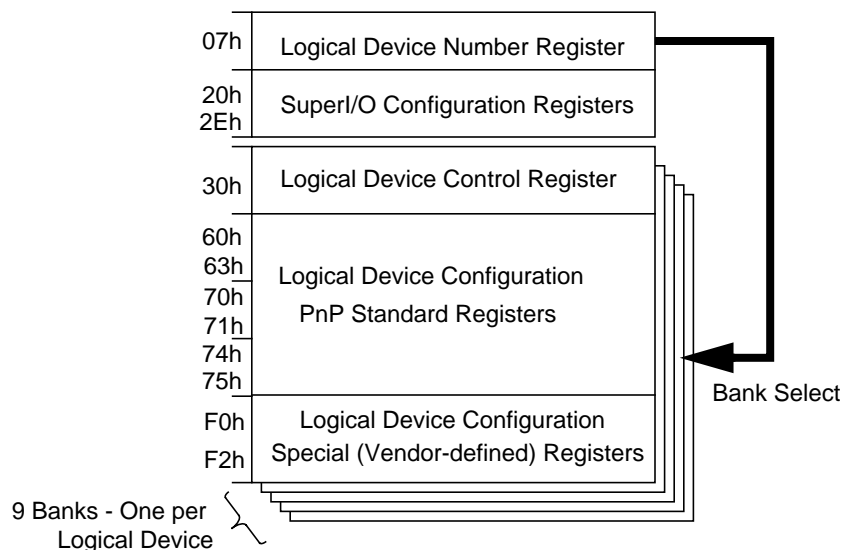 07h
Logical Device Number Register
20h
2Eh
SuperI/O Configuration Registers
30h
Logical Device Control Register
60h
63h
Logical Device Configuration
70h
PnP Standard Registers
71h
74h
75h
Bank Select
F0h
Logical Device Configuration
F2h
Special (Vendor-defined) Registers
9 Banks - One per
Logical Device